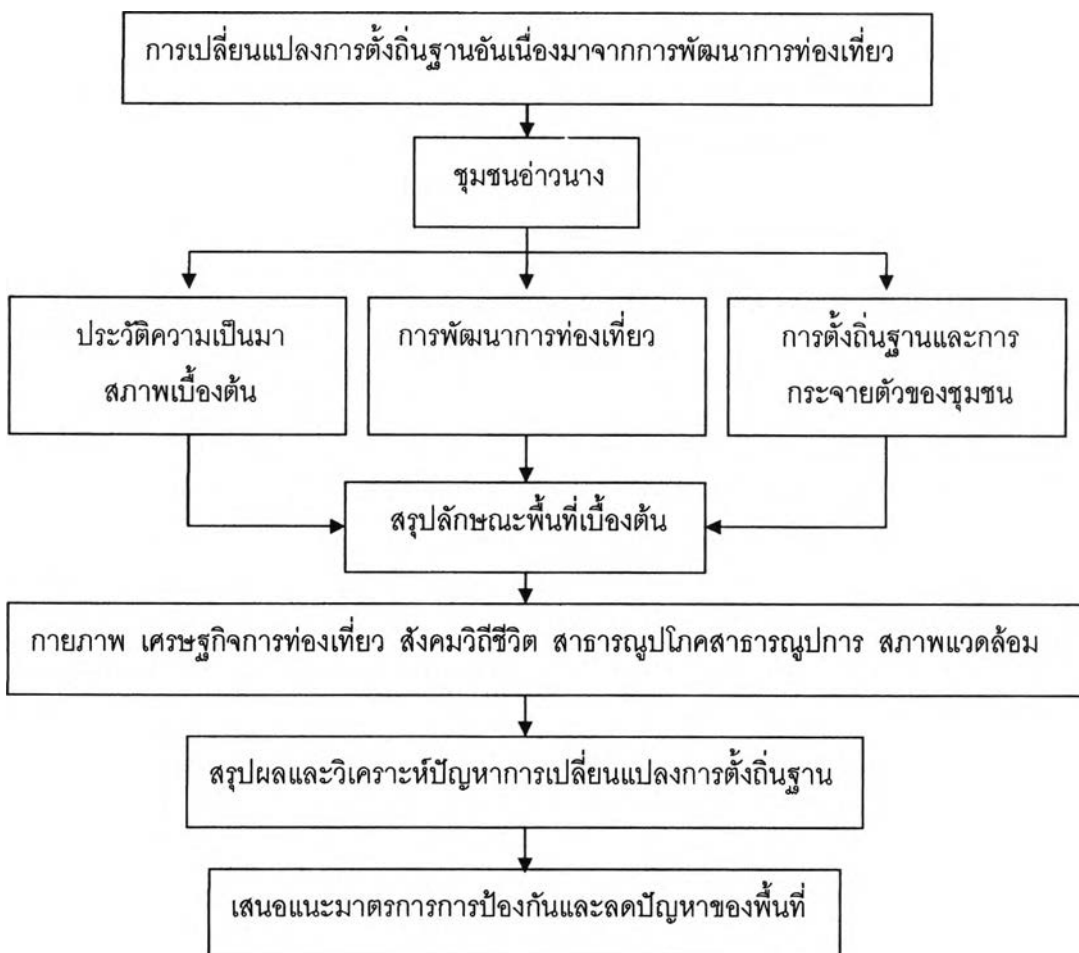 การเปลี่ยนแปลงการตั้งถิ่นฐานอันเนื่องมาจากการพัฒนาการท่องเที่ยว
ชุมชนอ่าวนาง
ประวัติความเป็นมา
สภาพเบื้องต้น
การพัฒนาการท่องเที่ยว
การตั้งถิ่นฐานและการ
กระจายตัวของชุมชน
สรุปลักษณะพื้นที่เบื้องต้น
กายภาพ เศรษฐกิจการท่องเที่ยว สังคมวิถีชีวิต สาธารณูปโภคสาธารณูปการ สภาพแวดล้อม
สรุปผลและวิเคราะห์ปัญหาการเปลี่ยนแปลงการตั้งถิ่นฐาน
เสนอแนะมาตรการการป้องกันและลดปัญหาของพื้นที่